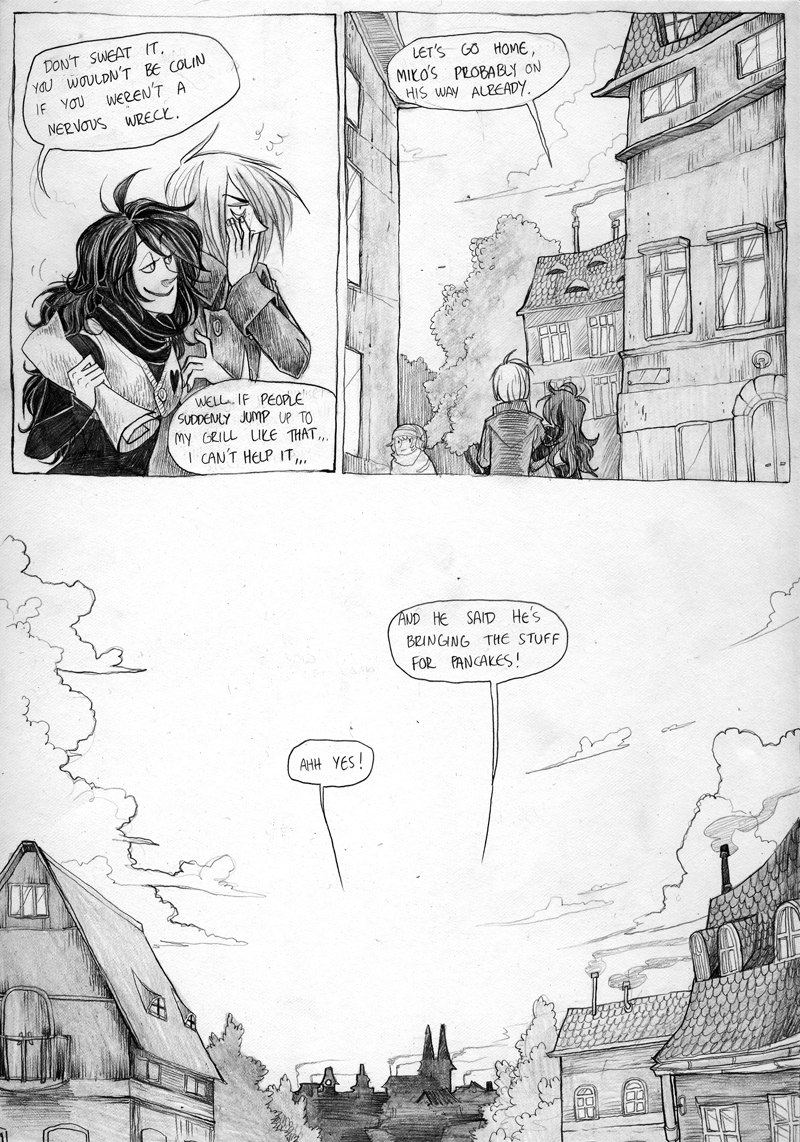 DON'T SWEAT IT.
YOU WOULDN'T BE COLIN
IF YOU WEREN'T A
NERVOUS WRECK.
WELL.. IF PEOPLE
SUDDENLY JUMP UP TO
MY GRILL LIKE THAT...
I CAN'T HELP IT...
LET'S GO HOME,
MIKO'S PROBABLY ON
HIS WAY ALREADY.
AND HE SAID HE'S
BRINGING THE STUFF
FOR PANCAKES!
AHH YES!